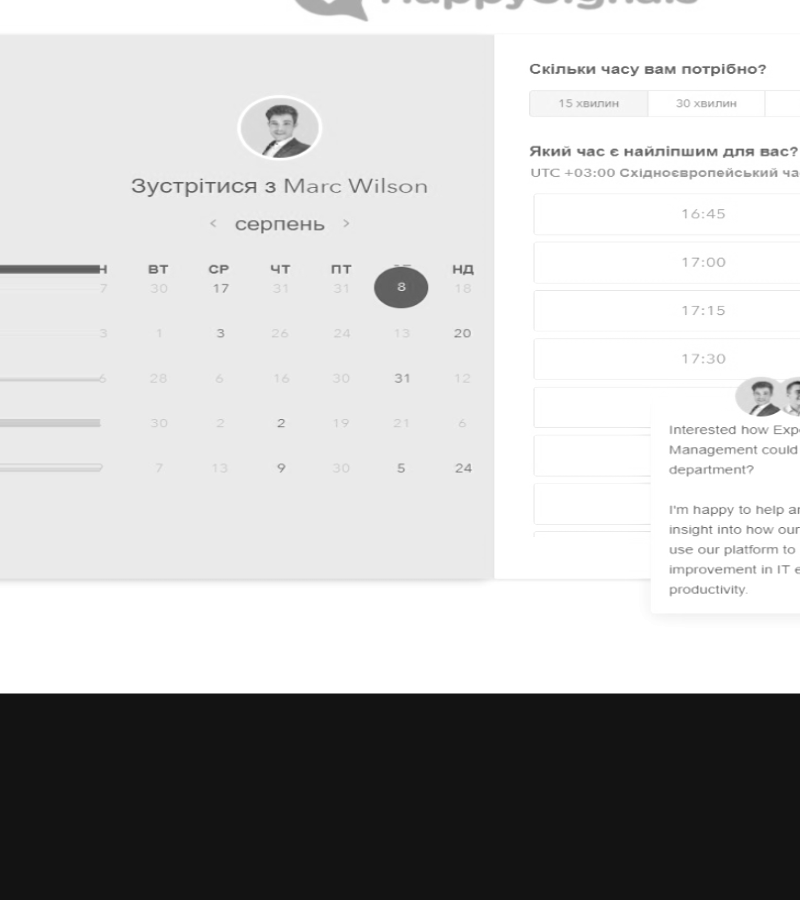 HappySignals
Зустрітися з Marc Wilson
< серпень >
Н ВТ СР ЧТ ПТ НД
7 30 17 31 31 8 18
3 1 3 26 24 13 20
6 28 6 16 30 31 12
30 2 2 19 21 6
7 13 9 30 5 24
Скільки часу вам потрібно?
15 хвилин 30 хвилин
Який час є найліпшим для вас?
UTC +03:00 Східноєвропейський ча
16:45
17:00
17:15
17:30
Interested how Exp
Management could
department?
I'm happy to help an
insight into how our
use our platform to
improvement in IT e
productivity.